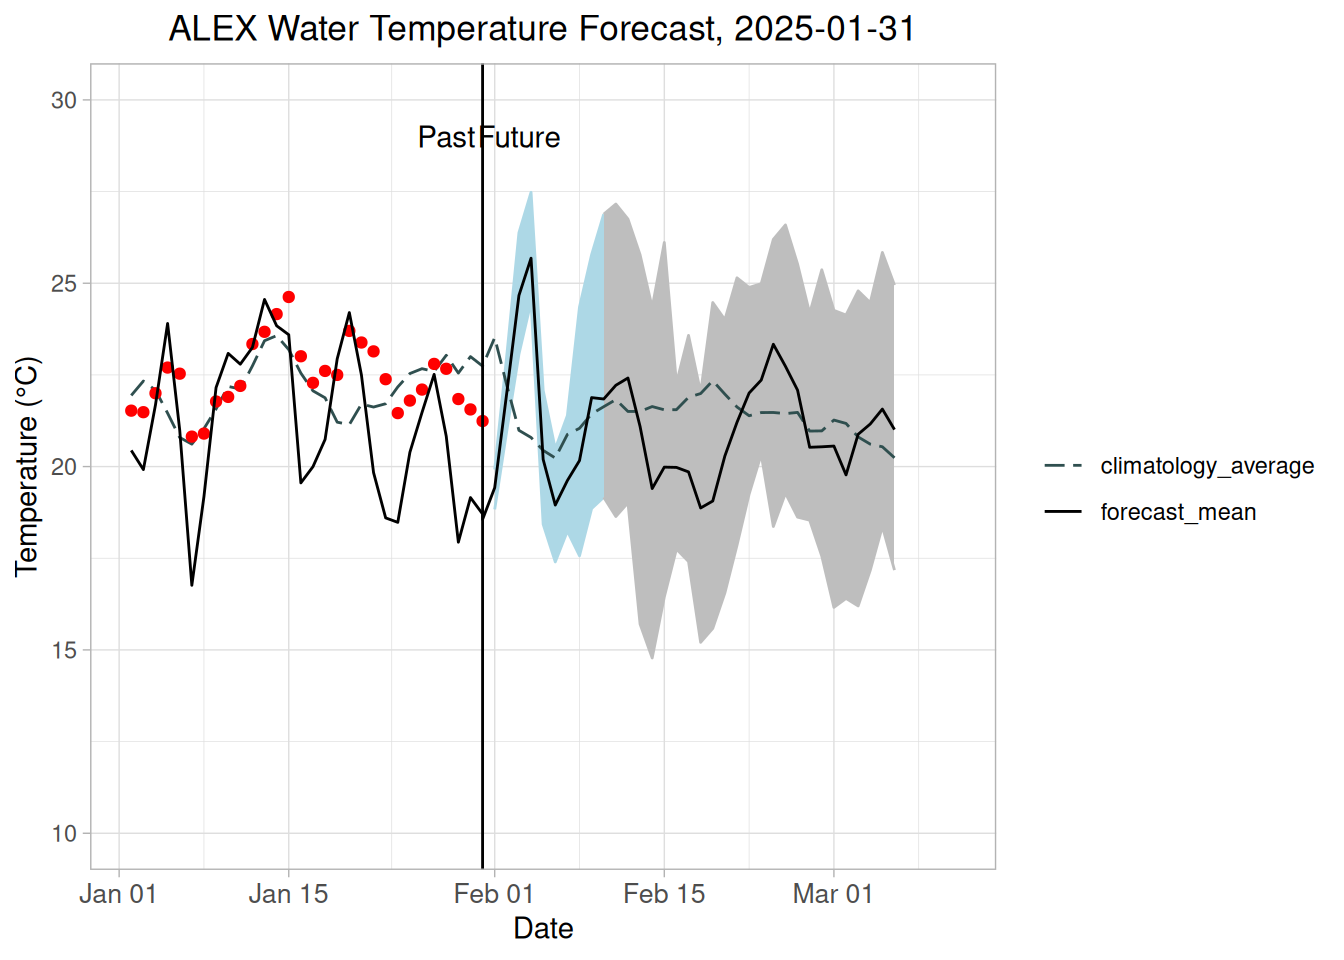 ALEX Water Temperature Forecast, 2025-01-31
30
Past Future
25
20
15
10
Temperature (°C)
Jan 01 Jan 15 Feb 01 Feb 15 Mar 01
Date
climatology_average
forecast_mean